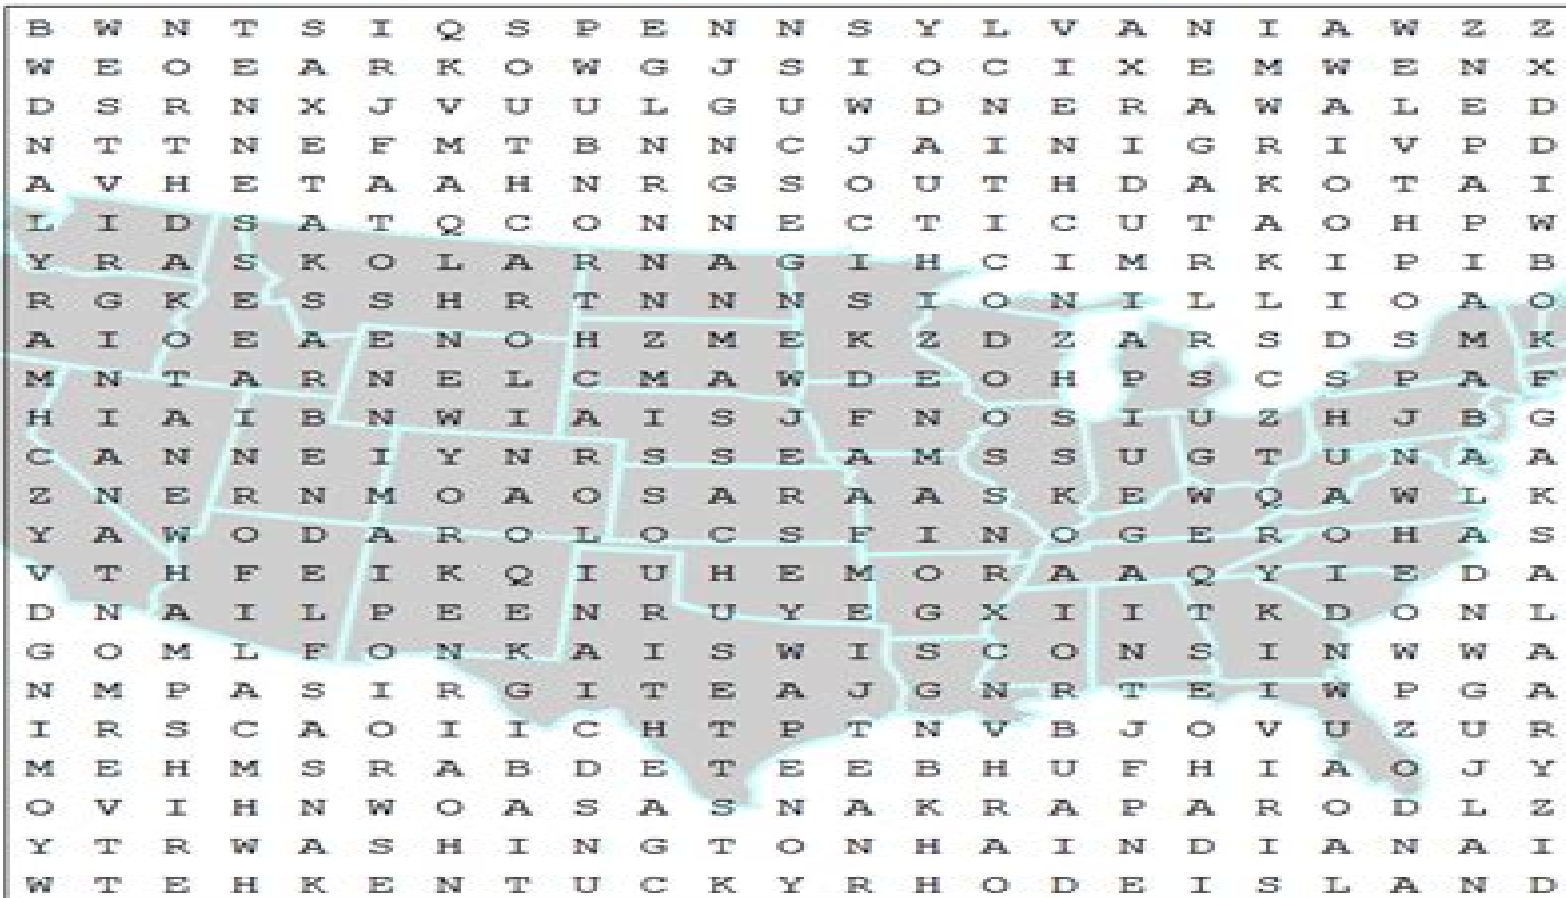 B W N T S I Q S P E N N S Y L V A N I A W Z Z
W E O E A R K O W G J S I O C I X E M W E N X
D S R N X J V U U L G U W D N E R A W A L E D
N T T N E F M T B N N C J A I N I G R I V P D
A V H E T A A H N R G S O U T H D A K O T A I
L I D S A T Q C O N N E C T I C U T A O H P W
Y R A S K O L A R N A G I H C I M R K I P I B
R G K E S S H R T N N N S I O N I L L I O A O
A I O E A E N O H Z M E K Z D Z A R S D S M K
M N T A R N E L C M A W D E O H P S C S P A F
H I A I B N W I A I S J F N O S I U Z H J B G
C A N N E I Y N R S S E A M S S U G T U N A A
Z N E R N M O A O S A R A A S K E W Q A W L K
Y A W O D A R O L O C S F I N O G E R O H A S
V T H F E I K Q I U H E M O R A A Q Y I E D A
D N A I L P E E N R U Y E G X I I T K D O N L
G O M L F O N K A I S W I S C O N S I N W W A
N M P A S I R G I T E A J G N R T E I W P G A
I R S C A O I I C H T P T N V B J O V U Z U R
M E H M S R A B D E T E E B H U F H I A O J Y
O V I H N W O A S A S N A K R A P A R O D L Z
Y T R W A S H I N G T O N H A I N D I A N A I
W T E H K E N T U C K Y R H O D E I S L A N D